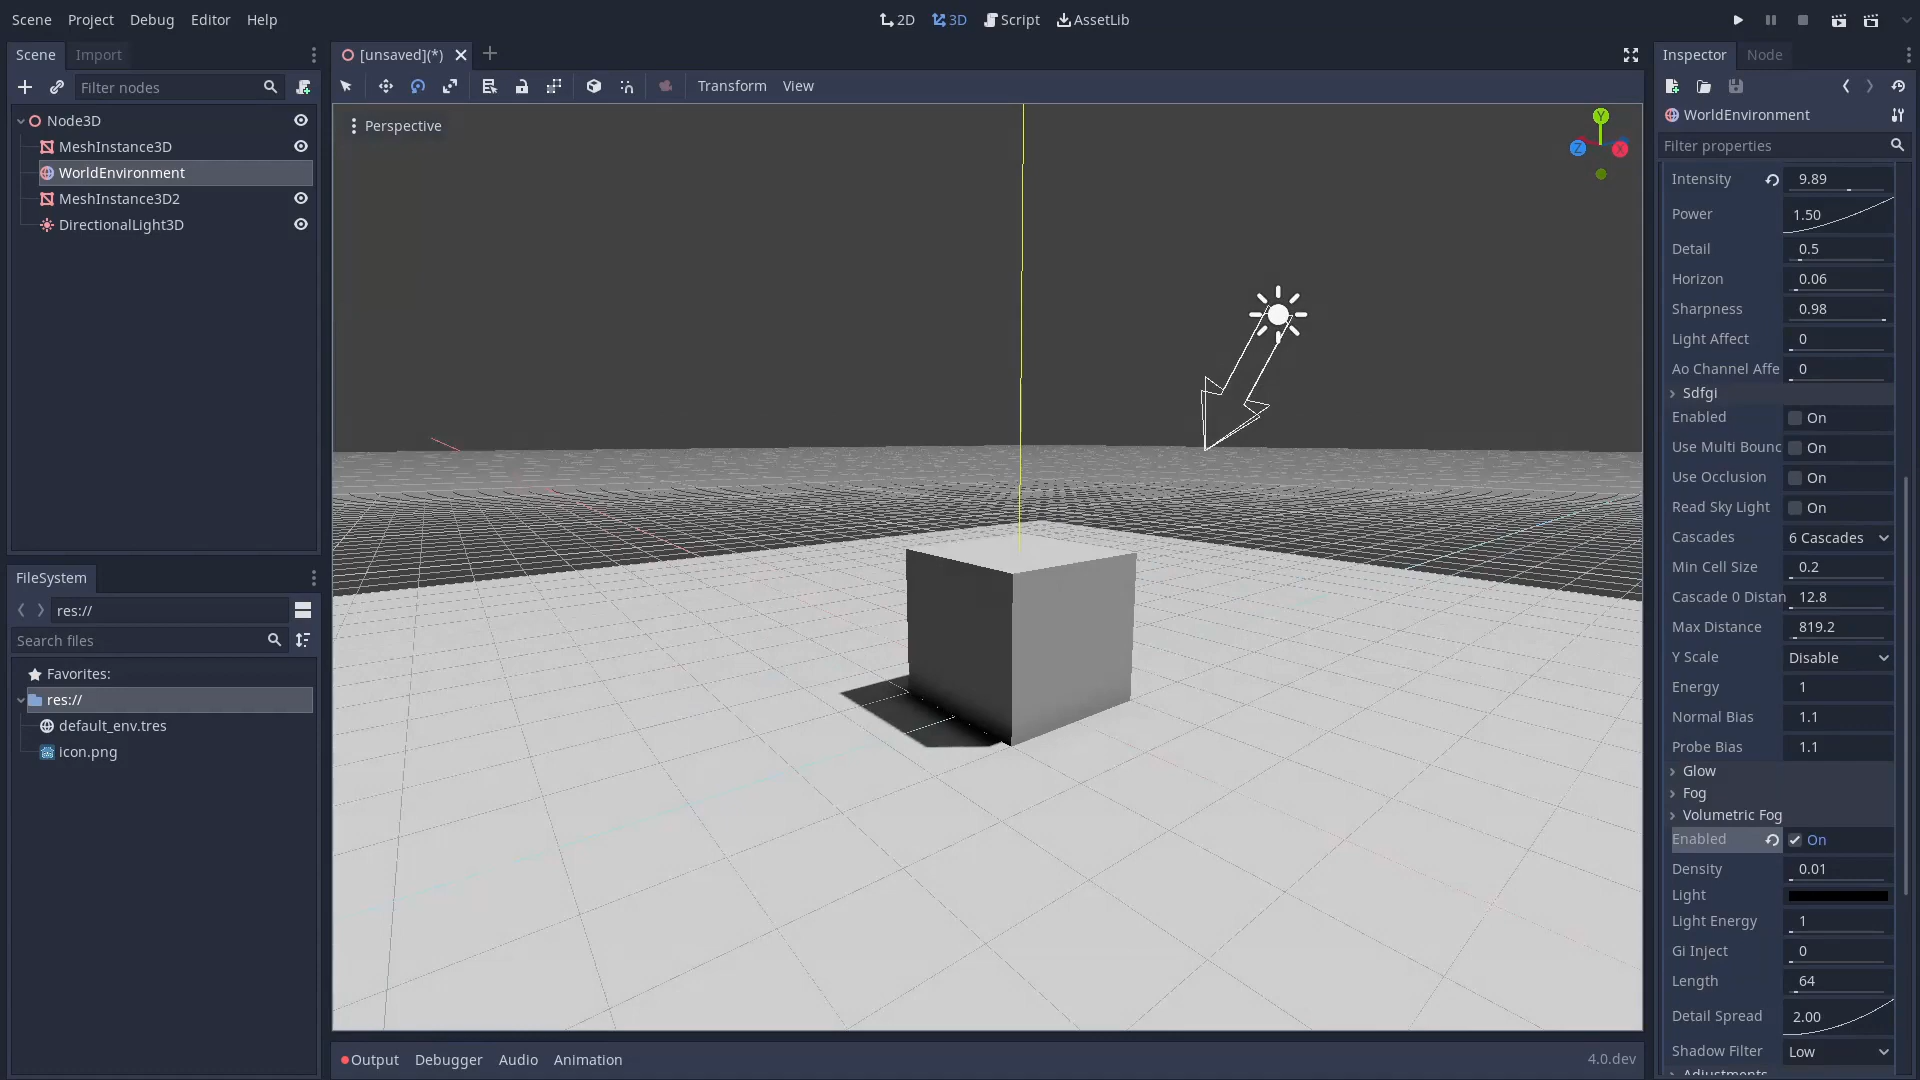 Scene Project Debug Editor Help
2D 3D Script AssetLib
Scene Import
Filter nodes
Node3D
MeshInstance3D
WorldEnvironment
MeshInstance3D2
DirectionalLight3D
FileSystem
res://
Search files
Favorites:
res://
default_env.tres
icon.png
[unsaved](*)
Transform View
Perspective
Y
Z
X
Output Debugger Audio Animation
4.0.dev
Inspector Node
WorldEnvironment
Filter properties
Intensity 9.89
Power 1.50
Detail 0.5
Horizon 0.06
Sharpness 0.98
Light Affect 0
Ao Channel Affe 0
Sdfgi
Enabled On
Use Multi Bounc On
Use Occlusion On
Read Sky Light On
Cascades 6 Cascades
Min Cell Size 0.2
Cascade 0 Distan 12.8
Max Distance 819.2
Y Scale Disable
Energy 1
Normal Bias 1.1
Probe Bias 1.1
Glow
Fog
Volumetric Fog
Enabled On
Density 0.01
Light
Light Energy 1
Gi Inject 0
Length 64
Detail Spread 2.00
Shadow Filter Low
Adjustments